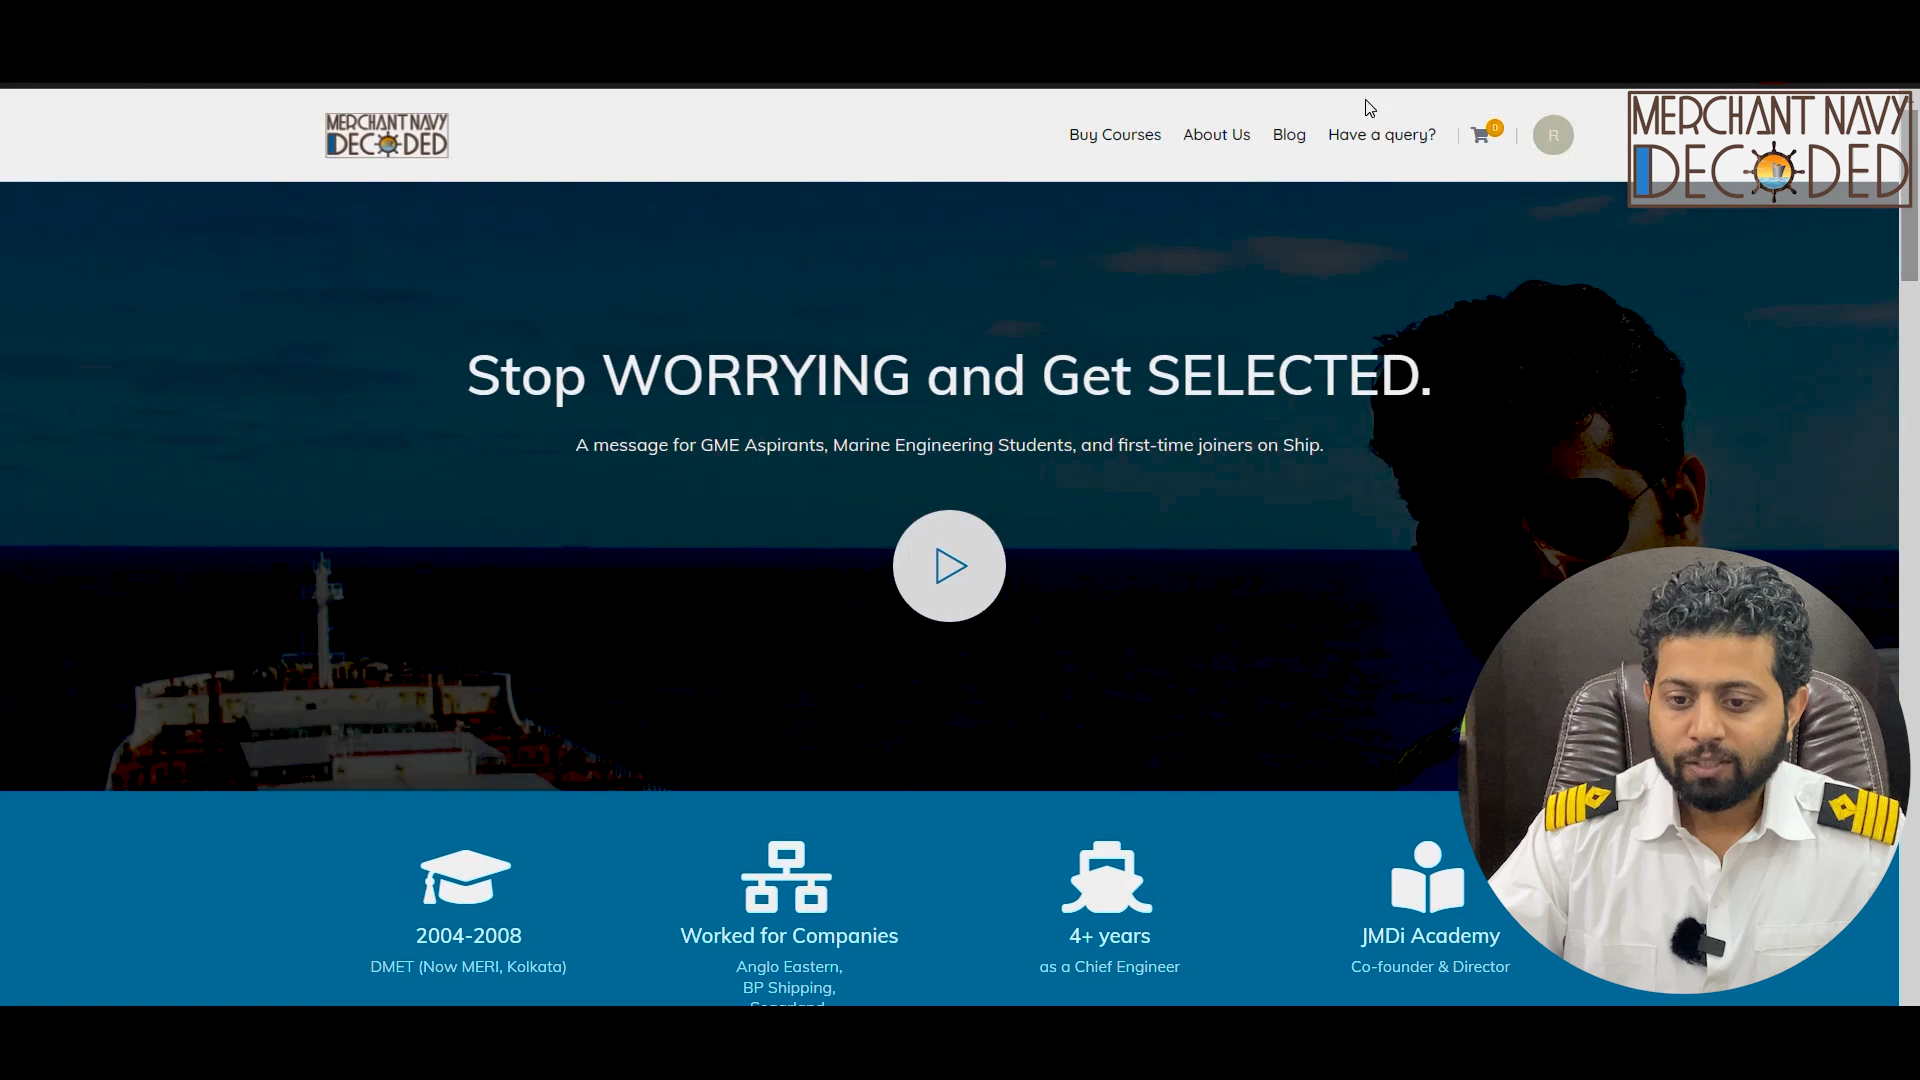 MERCHANT NAVY
DECODED
Buy Courses
About Us
Blog
Have a query?
0
R
MERCHANT NAVY
DECODED
Stop WORRYING and Get SELECTED.
A message for GME Aspirants, Marine Engineering Students, and first-time joiners on Ship.
2004-2008
DMET (Now MERI, Kolkata)
Worked for Companies
Anglo Eastern,
BP Shipping,
4+ years
as a Chief Engineer
JMDi Academy
Co-founder & Director